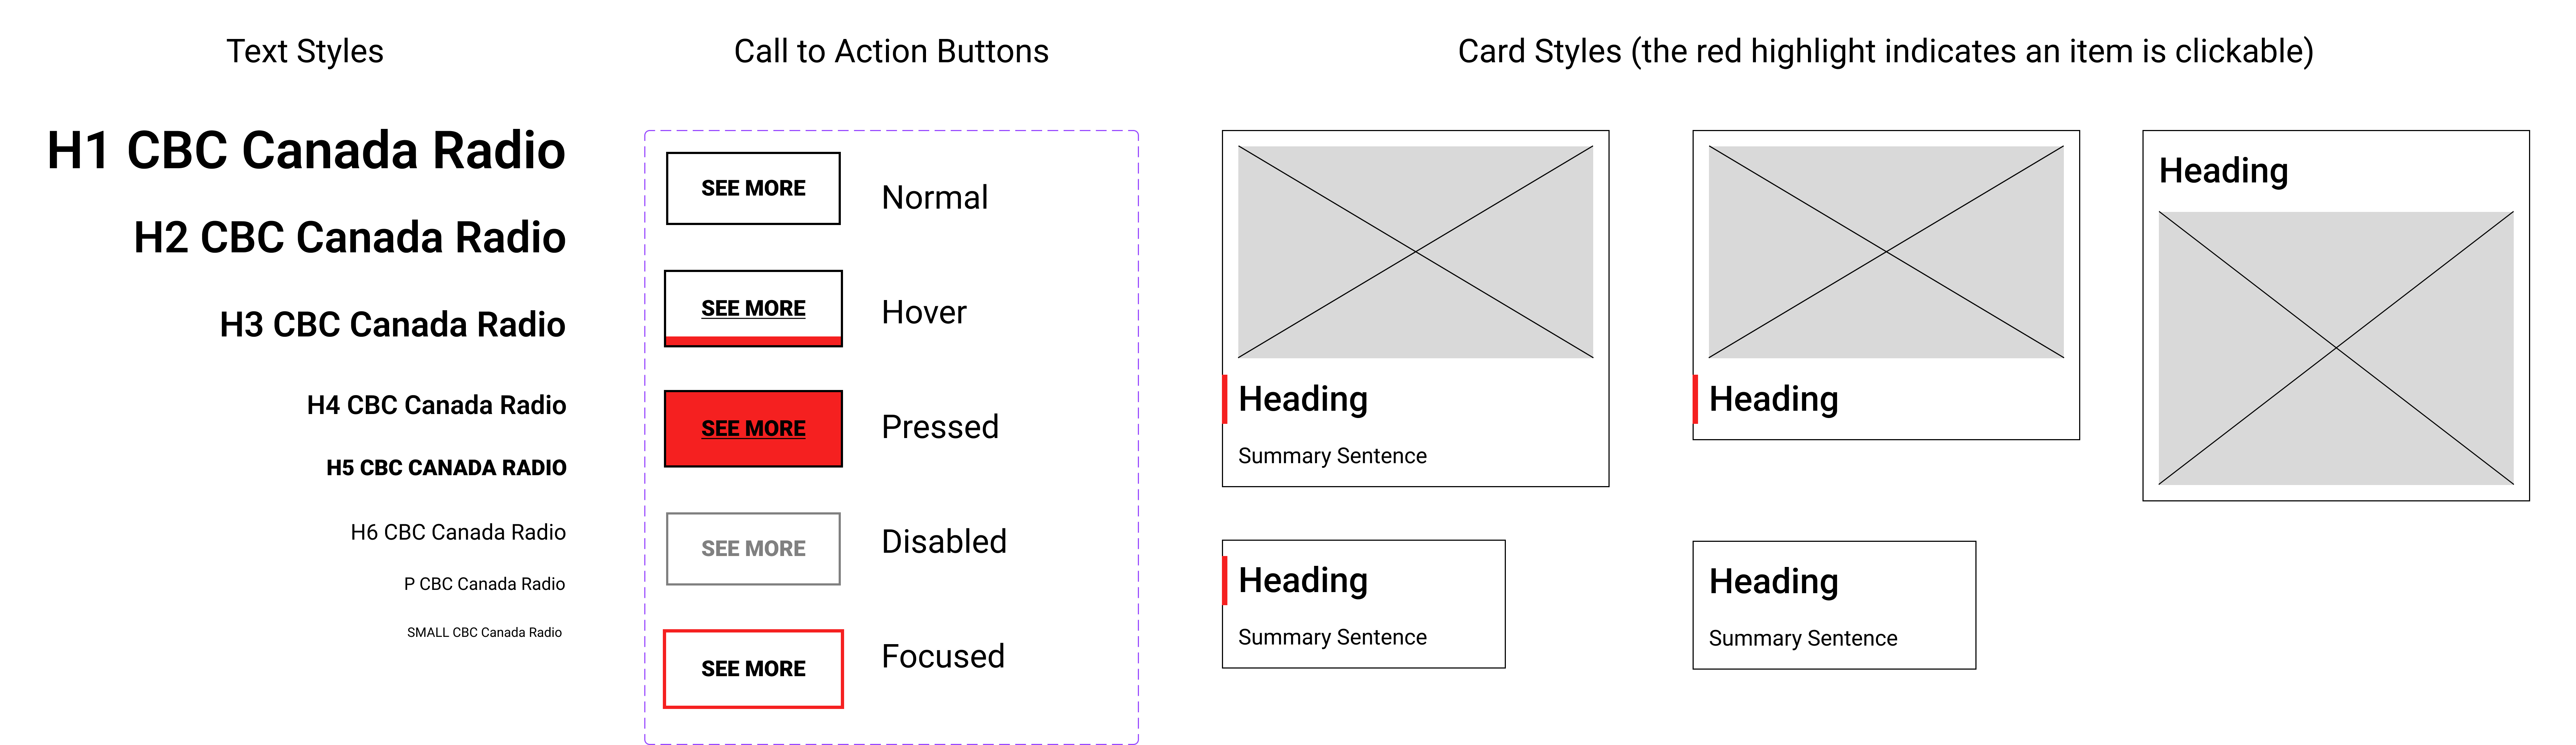 Text Styles
H1 CBC Canada Radio
H2 CBC Canada Radio
H3 CBC Canada Radio
H4 CBC Canada Radio
H5 CBC CANADA RADIO
H6 CBC Canada Radio
P CBC Canada Radio
SMALL CBC Canada Radio
Call to Action Buttons
SEE MORE Normal
SEE MORE Hover
SEE MORE Pressed
SEE MORE Disabled
SEE MORE Focused
Card Styles (the red highlight indicates an item is clickable)
Heading
Summary Sentence
Heading
Heading
Heading
Summary Sentence
Heading
Summary Sentence